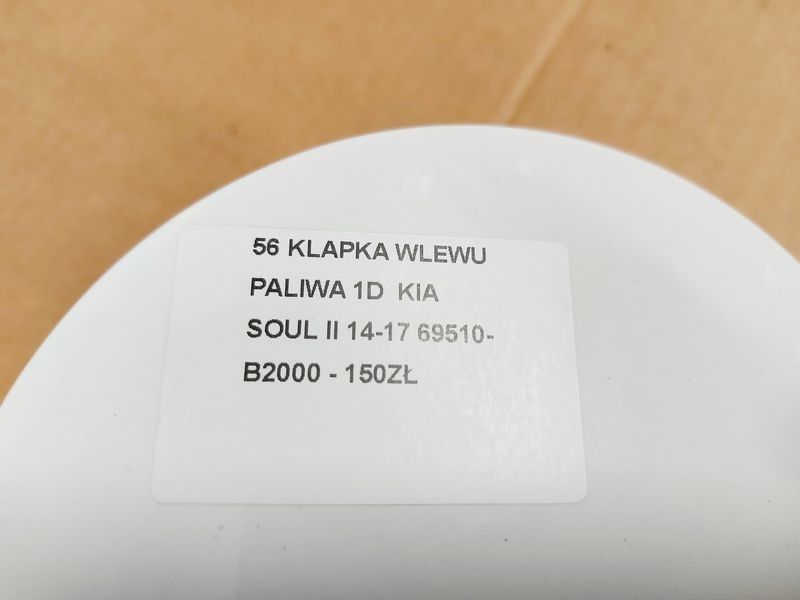 56 KLAPKA WLEWU
PALIWA 1D KIA
SOUL II 14-17 69510-
B2000 - 150ZŁ